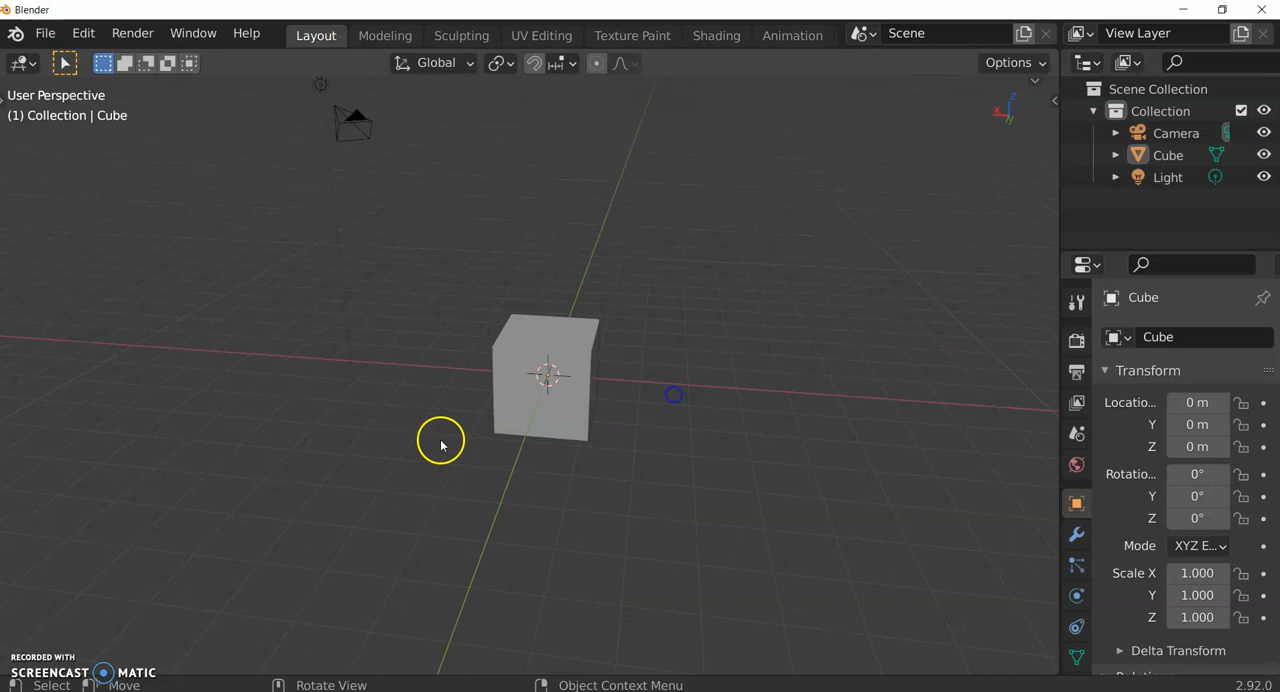 Blender
File Edit Render Window Help Layout Modeling Sculpting UV Editing Texture Paint Shading Animation Scene View Layer
Global Options
User Perspective
(1) Collection | Cube
Scene Collection
Collection
Camera
Cube
Light
Cube
Cube
Transform
Locatio... 0 m
Y 0 m
Z 0 m
Rotatio... 0°
Y 0°
Z 0°
Mode XYZ E...
Scale X 1.000
Y 1.000
Z 1.000
Delta Transform
RECORDED WITH
SCREENCAST MATIC
Select Move Rotate View Object Context Menu 2.92.0